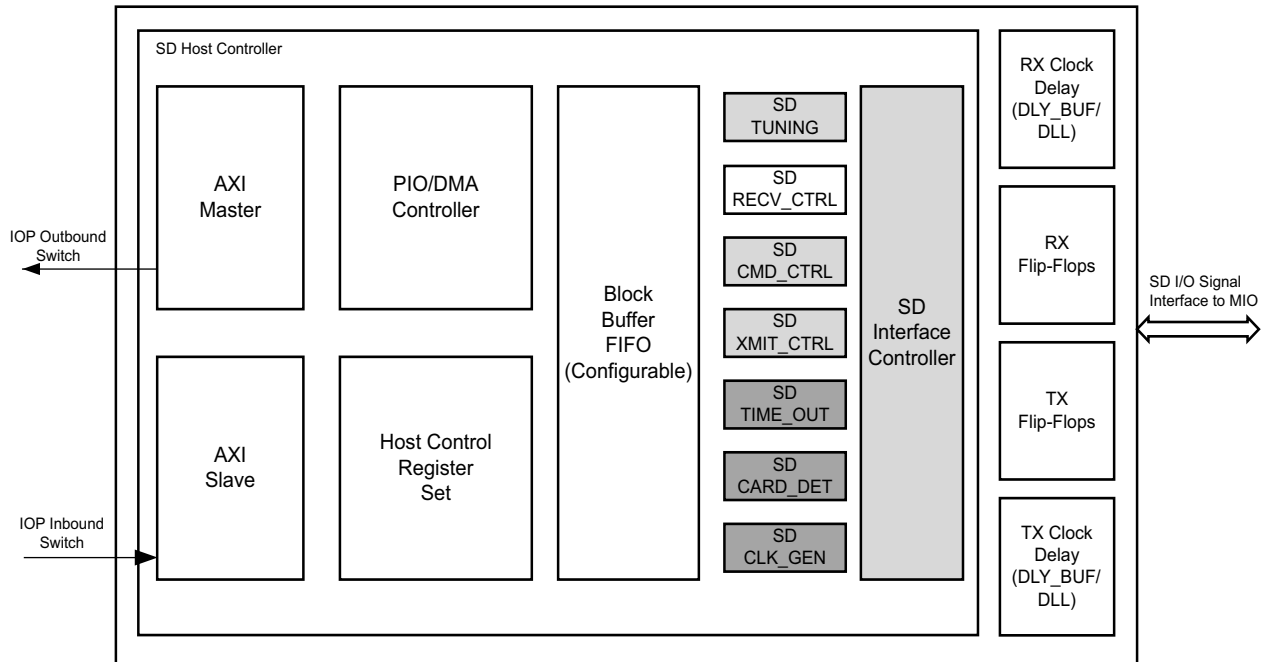 SD Host Controller
AXI
Master
PIO/DMA
Controller
Block
Buffer
FIFO
(Configurable)
SD
TUNING
SD
RECV_CTRL
SD
CMD_CTRL
SD
XMIT_CTRL
SD
TIME_OUT
SD
CARD_DET
SD
CLK_GEN
SD
Interface
Controller
RX Clock
Delay
(DLY_BUF/
DLL)
RX
Flip-Flops
TX
Flip-Flops
TX Clock
Delay
(DLY_BUF/
DLL)
IOP Outbound
Switch
AXI
Slave
Host Control
Register
Set
IOP Inbound
Switch
SD I/O Signal
Interface to MIO